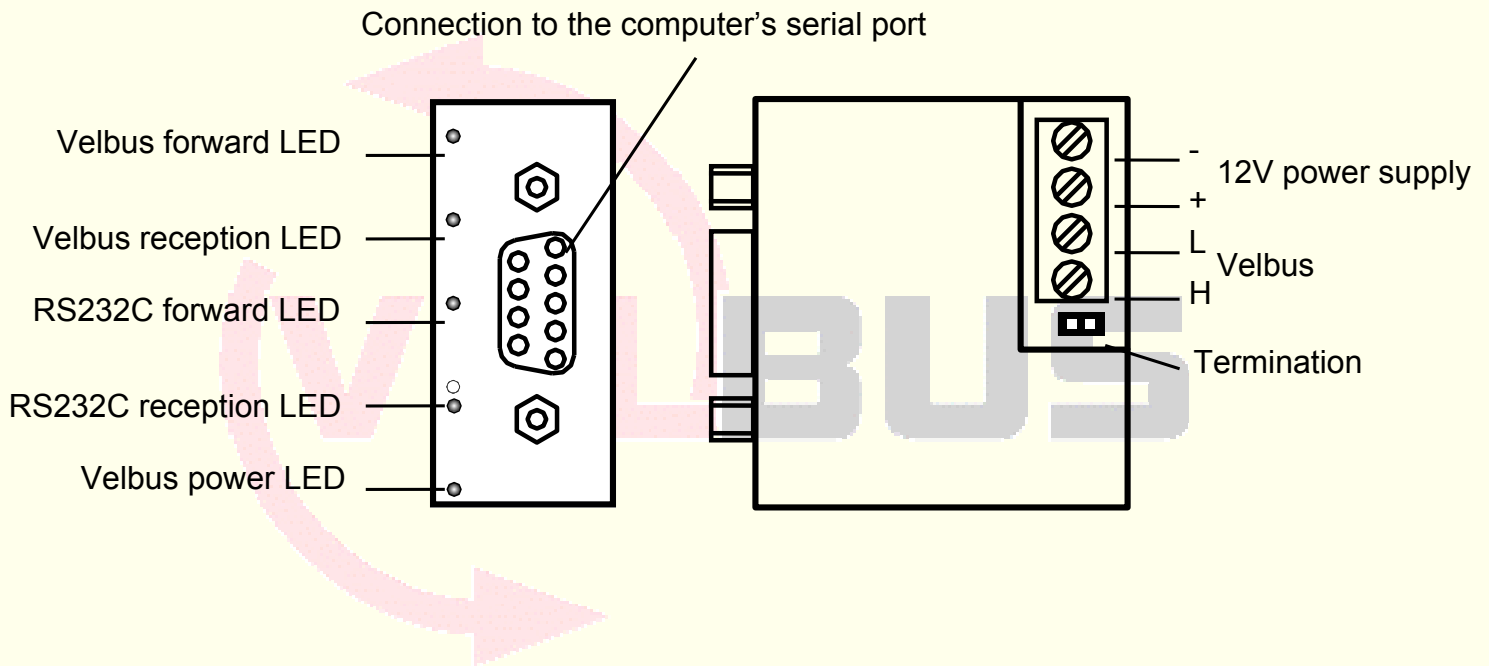 Connection to the computer’s serial port
Velbus forward LED
Velbus reception LED
RS232C forward LED
RS232C reception LED
Velbus power LED
-
12V power supply
+
L
Velbus
H
Termination
VELBUS